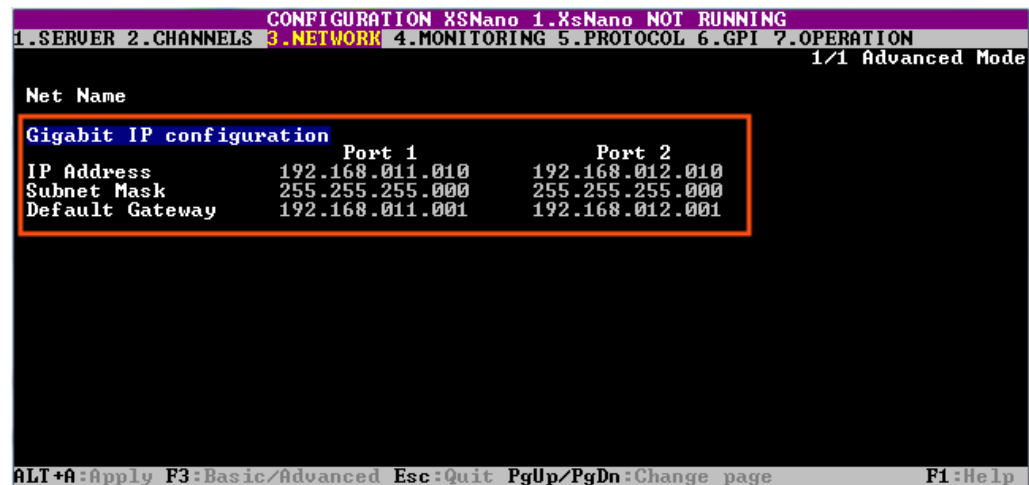 CONFIGURATION XSNano 1.XsNano NOT RUNNING
1.SERVER 2.CHANNELS 3.NETWORK 4.MONITORING 5.PROTOCOL 6.GPI 7.OPERATION
1/1 Advanced Mode
Net Name
Gigabit IP configuration
Port 1 Port 2
IP Address 192.168.011.010 192.168.012.010
Subnet Mask 255.255.255.000 255.255.255.000
Default Gateway 192.168.011.001 192.168.012.001
ALT+A:Apply F3:Basic/Advanced Esc:Quit PgUp/PgDn:Change page F1:Help